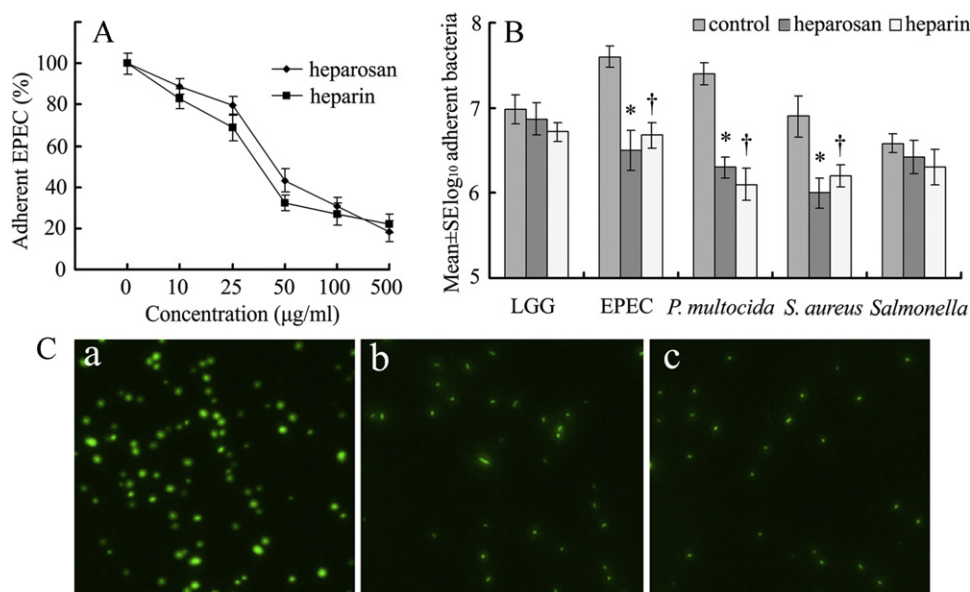 A
Adherent EPEC (%)
100
80
60
40
20
0
heparosan
heparin
0 10 25 50 100 500
Concentration (µg/ml)
B
control heparosan heparin
Mean±SElog₁₀ adherent bacteria
8
7
6
5
* †
* †
* †
LGG EPEC P. multocida S. aureus Salmonella
C
a
b
c